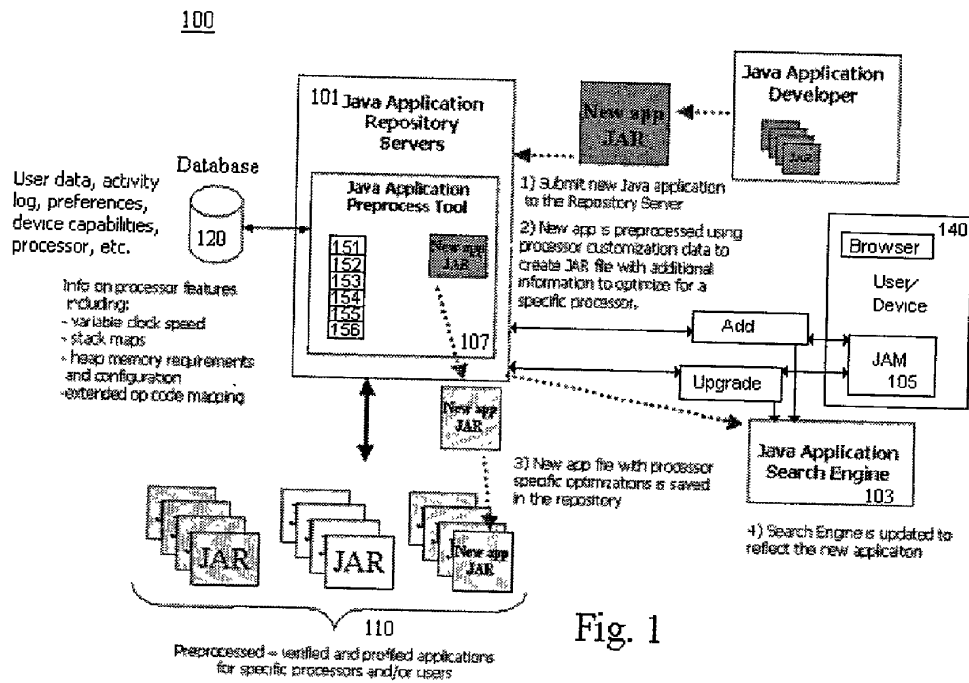 100
101 Java Application
Repository
Servers
New app
JAR
Java Application
Developer
JAR
Database
120
User data, activity
log, preferences,
device capabilities,
processor, etc.
Info on processor features
including:
- variable clock speed
- stack maps
- heap memory requirements
and configuration
-extended op code mapping
Java Application
Preprocess Tool
151
152
153
154
155
156
New app
JAR
107
1) Submit new Java application
to the Repository Server
2) New app is preprocessed using
processor customization data to
create JAR file with additional
information to optimize for a
specific processor.
140
Browser
User/
Device
JAM
105
Add
Upgrade
New app
JAR
3) New app file with processor
specific optimizations is saved
in the repository
Java Application
Search Engine
103
4) Search Engine is updated to
reflect the new application
JAR
JAR
New app
JAR
110
Preprocessed – verified and profiled applications
for specific processors and/or users
Fig. 1